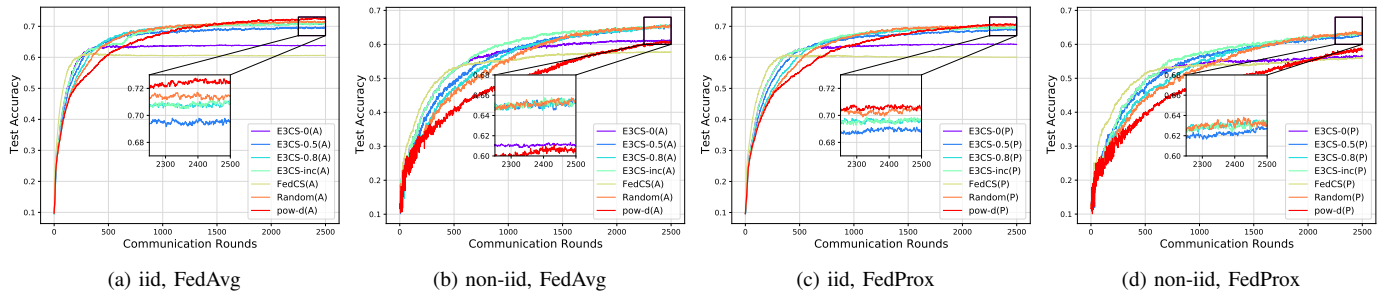 0.7
0.6
0.5
0.4
0.3
0.2
0.1
Test Accuracy
0.72
0.70
0.68
2300 2400 2500
E3CS-0(A)
E3CS-0.5(A)
E3CS-0.8(A)
E3CS-inc(A)
FedCS(A)
Random(A)
pow-d(A)
0 500 1000 1500 2000 2500
Communication Rounds
(a) iid, FedAvg
0.7
0.6
0.5
0.4
0.3
0.2
0.1
Test Accuracy
0.68
0.66
0.64
0.62
0.60
2300 2400 2500
E3CS-0(A)
E3CS-0.5(A)
E3CS-0.8(A)
E3CS-inc(A)
FedCS(A)
Random(A)
pow-d(A)
0 500 1000 1500 2000 2500
Communication Rounds
(b) non-iid, FedAvg
0.7
0.6
0.5
0.4
0.3
0.2
0.1
Test Accuracy
0.72
0.70
0.68
2300 2400 2500
E3CS-0(P)
E3CS-0.5(P)
E3CS-0.8(P)
E3CS-inc(P)
FedCS(P)
Random(P)
pow-d(P)
0 500 1000 1500 2000 2500
Communication Rounds
(c) iid, FedProx
0.7
0.6
0.5
0.4
0.3
0.2
0.1
Test Accuracy
0.68
0.66
0.64
0.62
0.60
2300 2400 2500
E3CS-0(P)
E3CS-0.5(P)
E3CS-0.8(P)
E3CS-inc(P)
FedCS(P)
Random(P)
pow-d(P)
0 500 1000 1500 2000 2500
Communication Rounds
(d) non-iid, FedProx